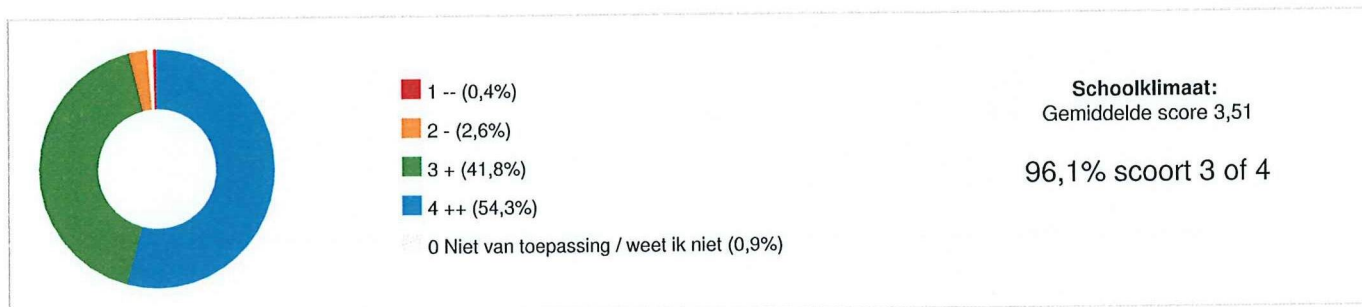 1 -- (0,4%)
2 - (2,6%)
3 + (41,8%)
4 ++ (54,3%)
0 Niet van toepassing / weet ik niet (0,9%)
Schoolklimaat:
Gemiddelde score 3,51
96,1% scoort 3 of 4